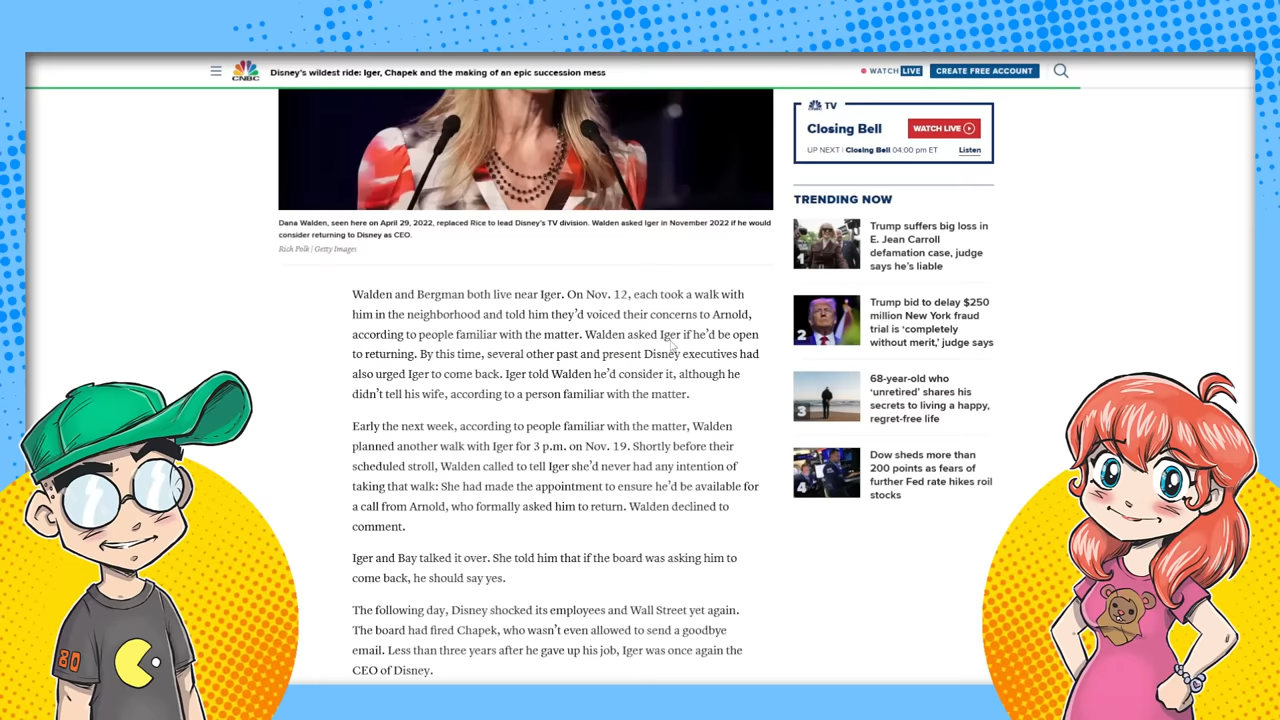 CNBC
Disney's wildest ride: Iger, Chapek and the making of an epic succession mess
WATCH LIVE
CREATE FREE ACCOUNT
Dana Walden, seen here on April 29, 2022, replaced Rice to lead Disney's TV division. Walden asked Iger in November 2022 if he would
consider returning to Disney as CEO.
Rich Polk | Getty Images
Walden and Bergman both live near Iger. On Nov. 12, each took a walk with
him in the neighborhood and told him they'd voiced their concerns to Arnold,
according to people familiar with the matter. Walden asked Iger if he'd be open
to returning. By this time, several other past and present Disney executives had
also urged Iger to come back. Iger told Walden he'd consider it, although he
didn't tell his wife, according to a person familiar with the matter.
Early the next week, according to people familiar with the matter, Walden
planned another walk with Iger for 3 p.m. on Nov. 19. Shortly before their
scheduled stroll, Walden called to tell Iger she'd never had any intention of
taking that walk: She had made the appointment to ensure he'd be available for
a call from Arnold, who formally asked him to return. Walden declined to
comment.
Iger and Bay talked it over. She told him that if the board was asking him to
come back, he should say yes.
The following day, Disney shocked its employees and Wall Street yet again.
The board had fired Chapek, who wasn't even allowed to send a goodbye
email. Less than three years after he gave up his job, Iger was once again the
CEO of Disney.
TV
Closing Bell
WATCH LIVE
UP NEXT | Closing Bell 04:00 pm ET
Listen
TRENDING NOW
1
Trump suffers big loss in
E. Jean Carroll
defamation case, judge
says he's liable
2
Trump bid to delay $250
million New York fraud
trial is 'completely
without merit,' judge says
3
68-year-old who
'unretired' shares his
secrets to living a happy,
regret-free life
4
Dow sheds more than
200 points as fears of
further Fed rate hikes roil
stocks
80